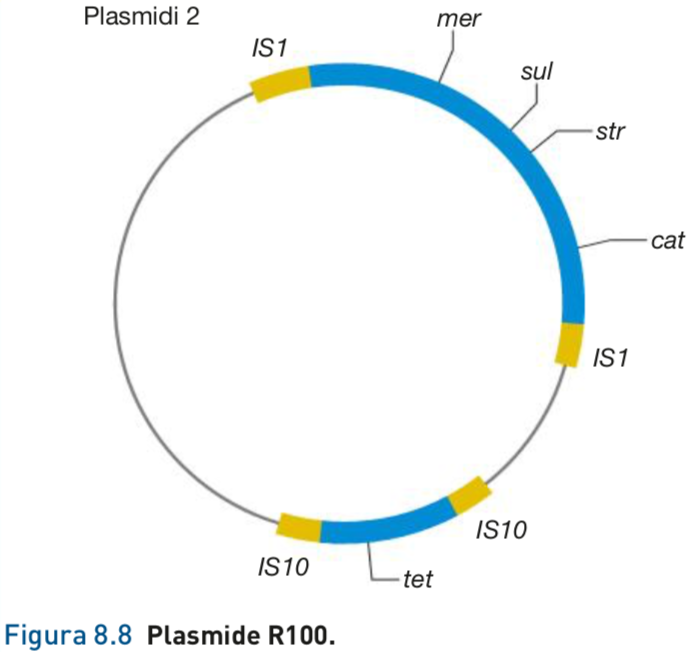 Plasmidi 2
mer
IS1
sul
str
cat
IS1
IS10
IS10
tet
Figura 8.8 Plasmide R100.